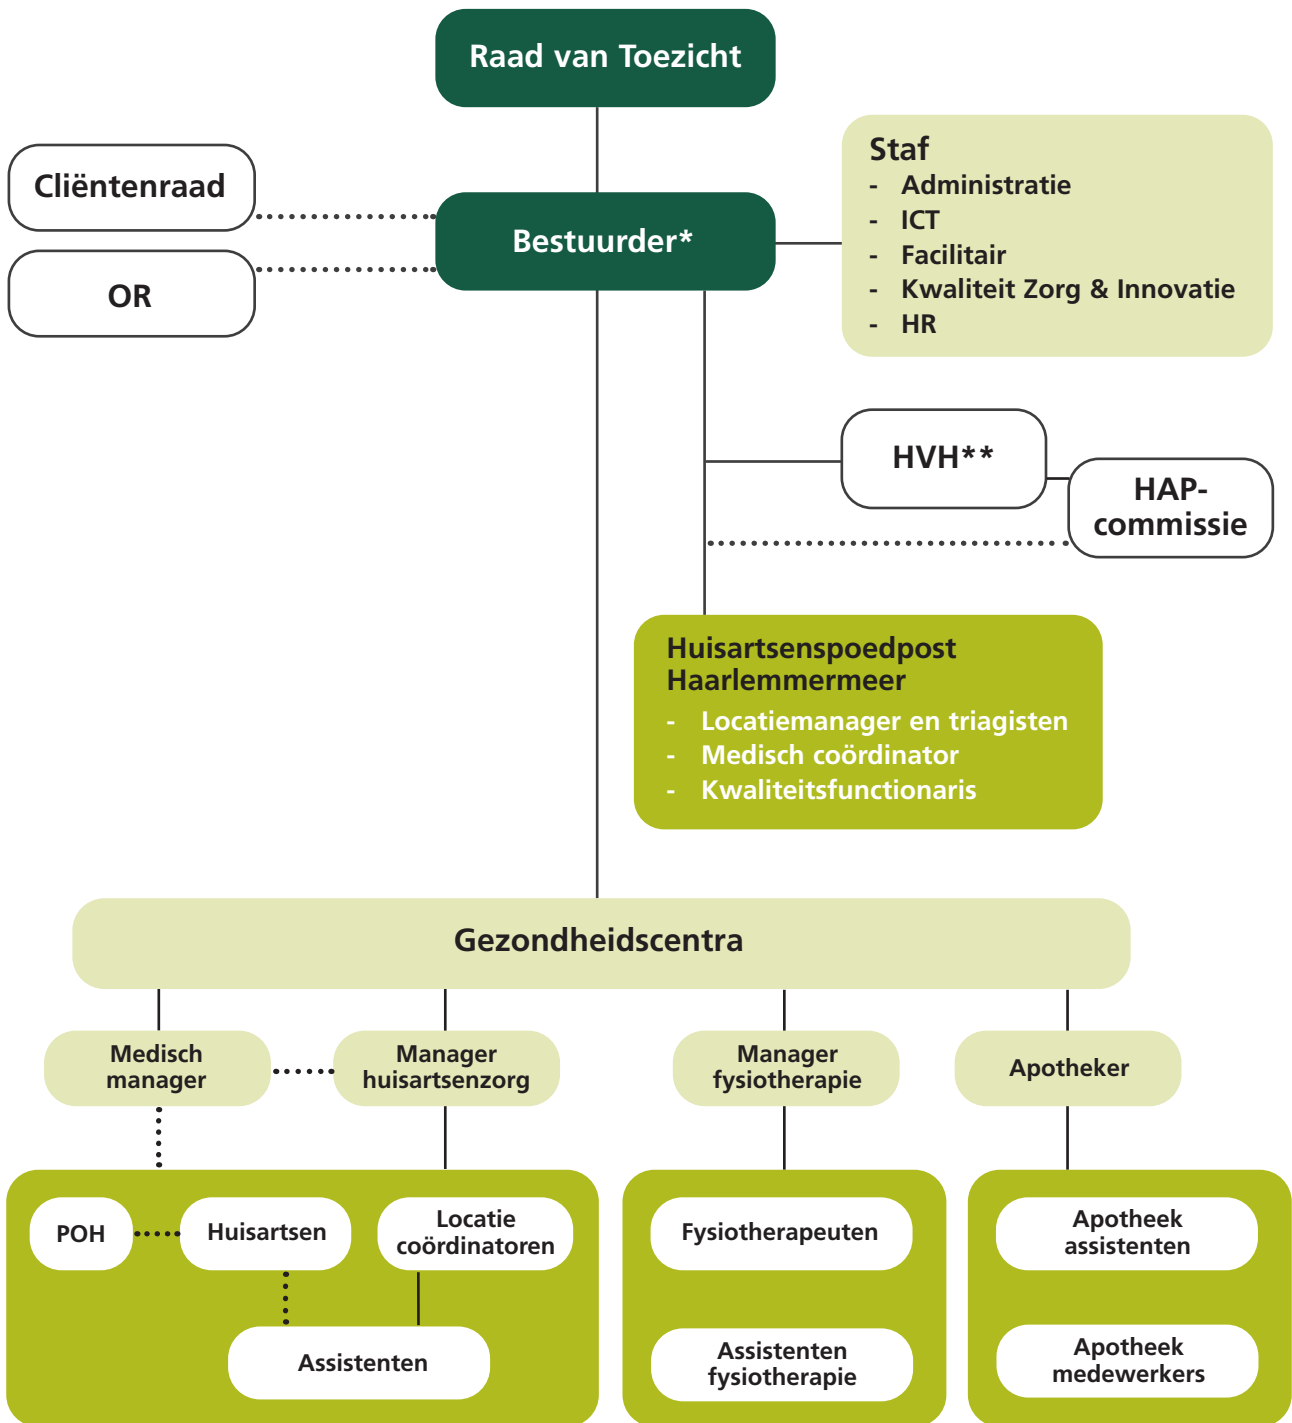 Raad van Toezicht
Cliëntenraad
OR
Bestuurder*
Staf
- Administratie
- ICT
- Facilitair
- Kwaliteit Zorg & Innovatie
- HR
HVH**
HAP-
commissie
Huisartsenspoedpost
Haarlemmermeer
- Locatiemanager en triagisten
- Medisch coördinator
- Kwaliteitsfunctionaris
Gezondheidscentra
Medisch
manager
Manager
huisartsenzorg
Manager
fysiotherapie
Apotheker
POH
Huisartsen
Locatie
coördinatoren
Assistenten
Fysiotherapeuten
Assistenten
fysiotherapie
Apotheek
assistenten
Apotheek
medewerkers